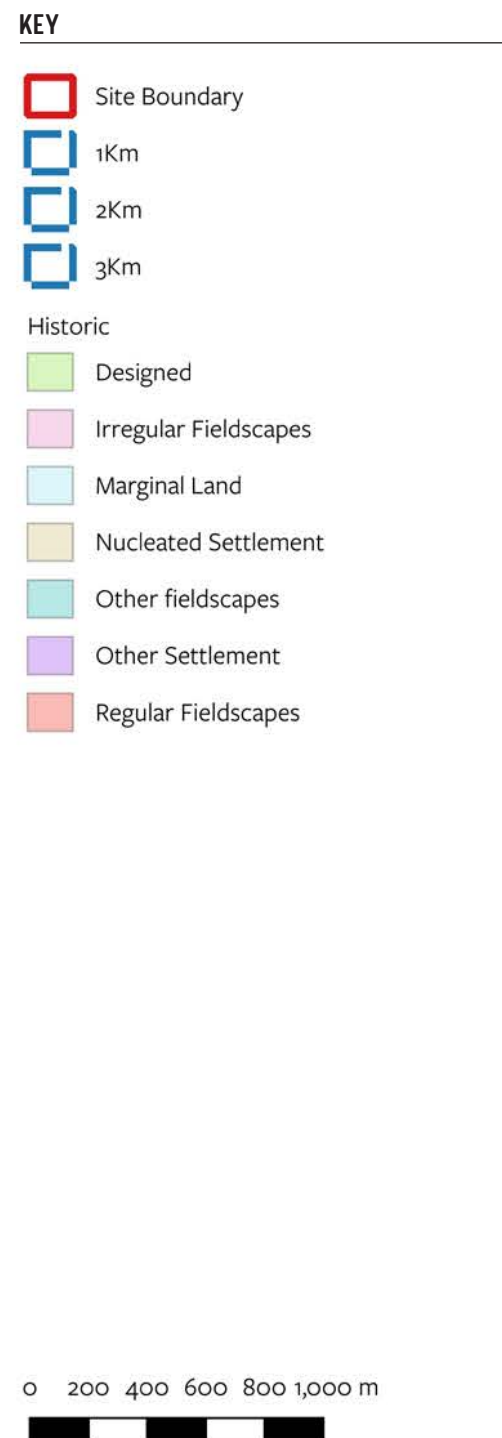 KEY
Site Boundary
1Km
2Km
3Km
Historic
Designed
Irregular Fieldscapes
Marginal Land
Nucleated Settlement
Other fieldscapes
Other Settlement
Regular Fieldscapes
0 200 400 600 800 1,000 m